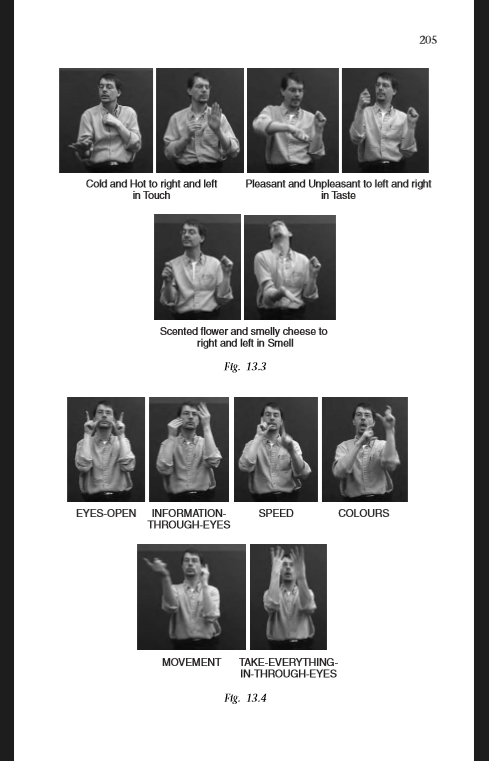 205
Cold and Hot to right and left
in Touch
Pleasant and Unpleasant to left and right
in Taste
Scented flower and smelly cheese to
right and left in Smell
Fig. 13.3
EYES-OPEN
INFORMATION-
THROUGH-EYES
SPEED
COLOURS
MOVEMENT
TAKE-EVERYTHING-
IN-THROUGH-EYES
Fig. 13.4